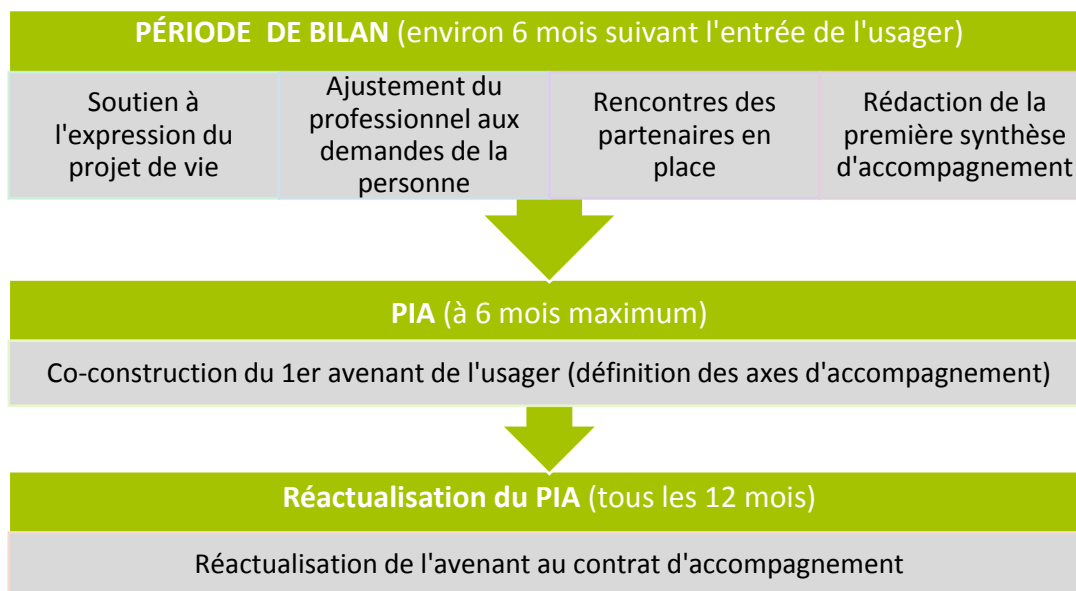 PÉRIODE DE BILAN (environ 6 mois suivant l'entrée de l'usager)
Soutien à
l'expression du
projet de vie
Ajustement du
professionnel aux
demandes de la
personne
Rencontres des
partenaires en
place
Rédaction de la
première synthèse
d'accompagnement
PIA (à 6 mois maximum)
Co-construction du 1er avenant de l'usager (définition des axes d'accompagnement)
Réactualisation du PIA (tous les 12 mois)
Réactualisation de l'avenant au contrat d'accompagnement